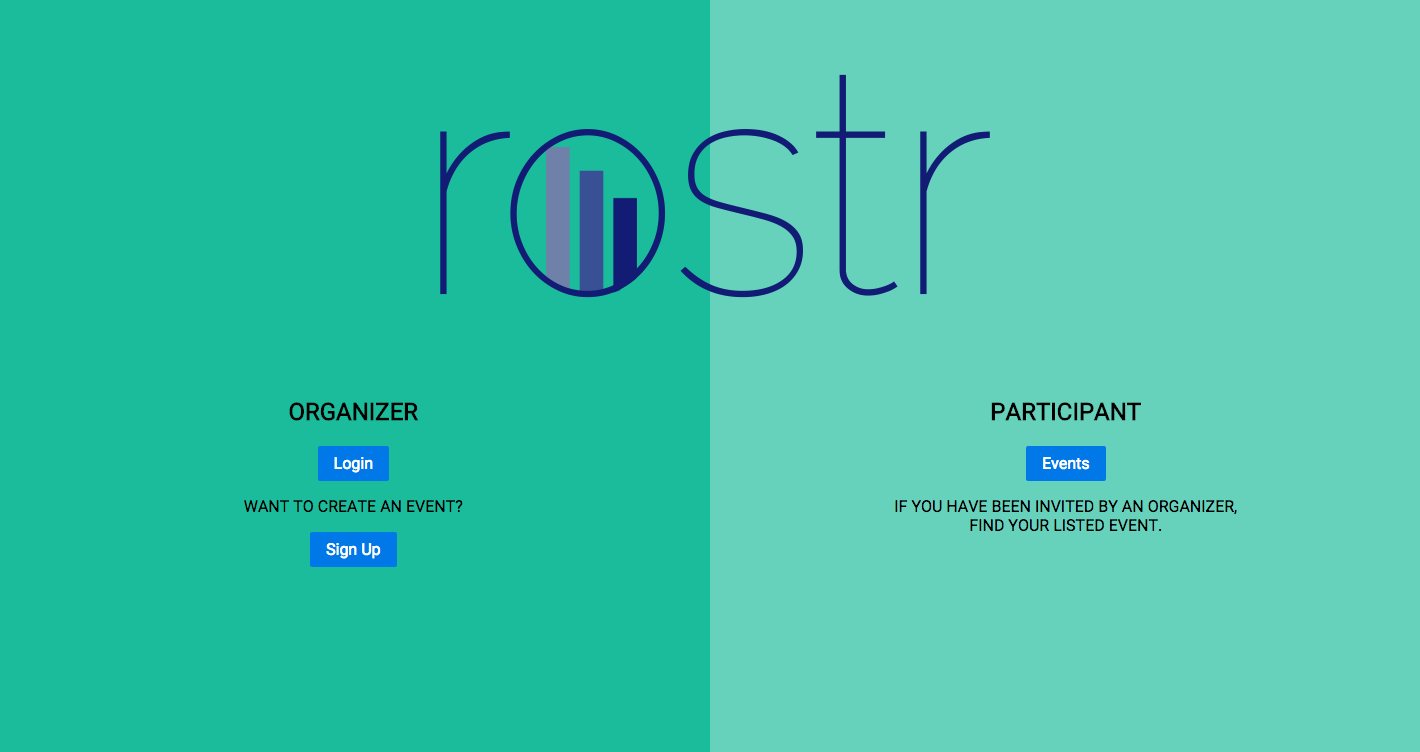 rostr
ORGANIZER
Login
WANT TO CREATE AN EVENT?
Sign Up
PARTICIPANT
Events
IF YOU HAVE BEEN INVITED BY AN ORGANIZER,
FIND YOUR LISTED EVENT.